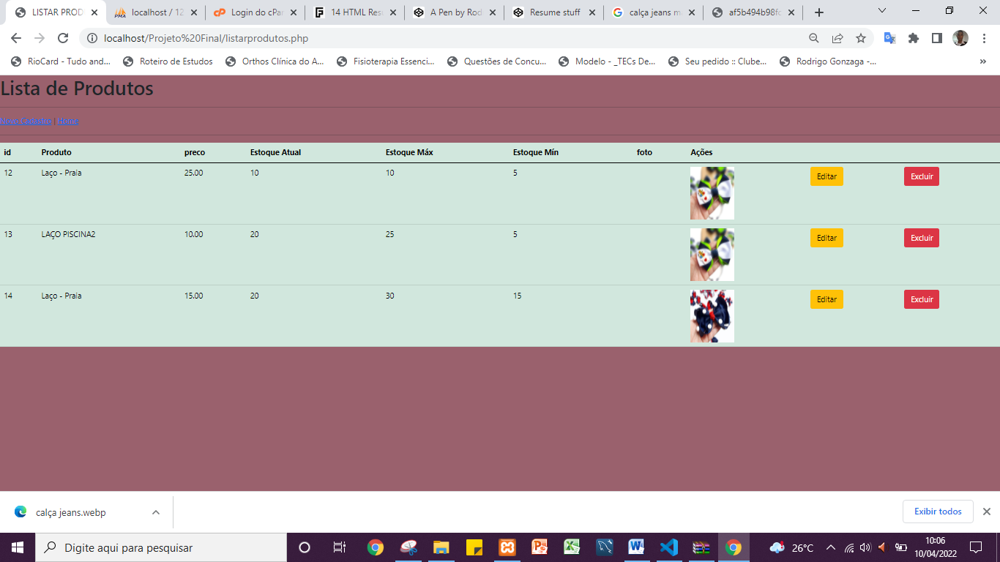 LISTAR PROD
localhost / 12
Login do cPa
14 HTML Res
A Pen by Rod
Resume stuff
calça jeans m
af5b494b98fc
localhost/Projeto%20Final/listarprodutos.php
RioCard - Tudo and...
Roteiro de Estudos
Orthos Clínica do A...
Fisioterapia Essenci...
Questões de Concu...
Modelo - _TECs De...
Seu pedido :: Clube...
Rodrigo Gonzaga -...
»
Lista de Produtos
Novo Cadastro | Home
id Produto preco Estoque Atual Estoque Máx Estoque Mín foto Ações
12 Laço - Praia 25.00 10 10 5 Editar Excluir
13 LAÇO PISCINA2 10.00 20 25 5 Editar Excluir
14 Laço - Praia 15.00 20 30 15 Editar Excluir
calça jeans.webp
Exibir todos
Digite aqui para pesquisar
26°C
10:06
10/04/2022